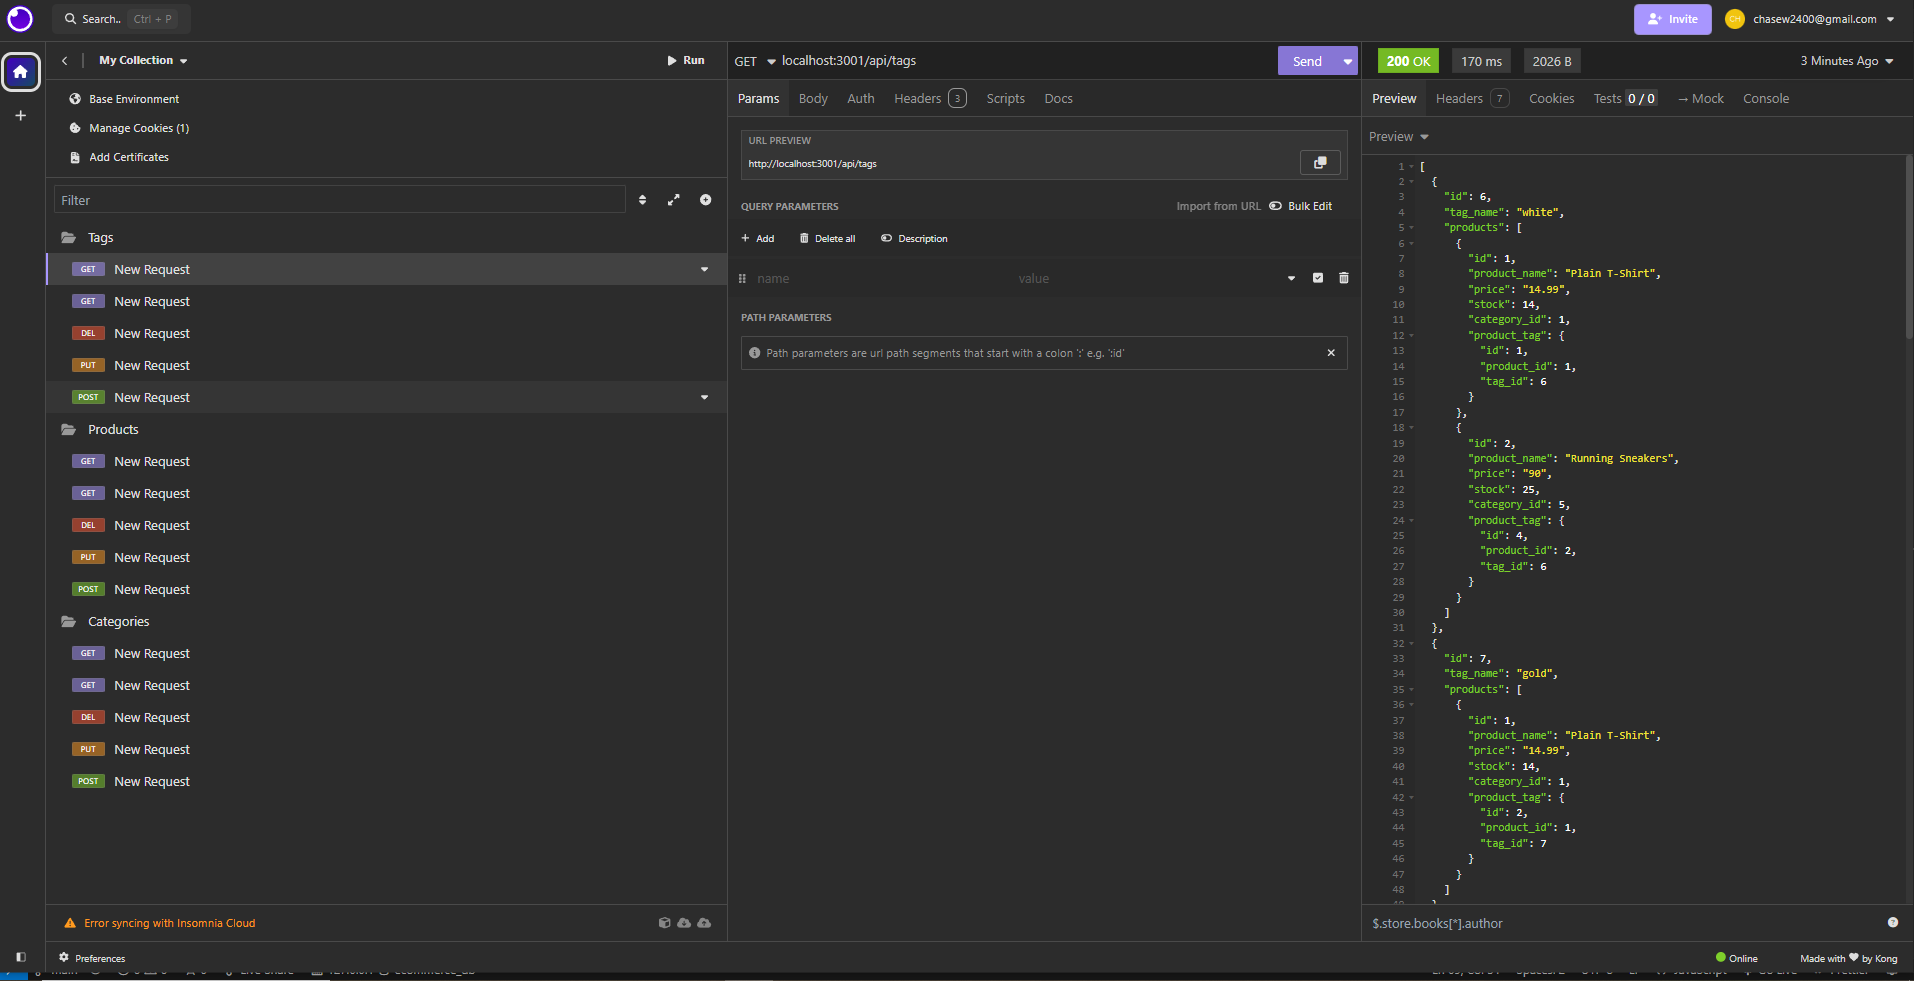 Search.. Ctrl + P
Invite
CH chasew2400@gmail.com
My Collection
Run
Base Environment
Manage Cookies (1)
Add Certificates
Filter
Tags
GET New Request
GET New Request
DEL New Request
PUT New Request
POST New Request
Products
GET New Request
GET New Request
DEL New Request
PUT New Request
POST New Request
Categories
GET New Request
GET New Request
DEL New Request
PUT New Request
POST New Request
Error syncing with Insomnia Cloud
Preferences
GET localhost:3001/api/tags
Send
Params Body Auth Headers 3 Scripts Docs
URL PREVIEW
http://localhost:3001/api/tags
QUERY PARAMETERS Import from URL Bulk Edit
+ Add Delete all Description
name value
PATH PARAMETERS
Path parameters are url path segments that start with a colon ':' e.g. ':id'
200 OK 170 ms 2026 B 3 Minutes Ago
Preview Headers 7 Cookies Tests 0 / 0 → Mock Console
Preview
1 [
2 {
3 "id": 6,
4 "tag_name": "white",
5 "products": [
6 {
7 "id": 1,
8 "product_name": "Plain T-Shirt",
9 "price": "14.99",
10 "stock": 14,
11 "category_id": 1,
12 "product_tag": {
13 "id": 1,
14 "product_id": 1,
15 "tag_id": 6
16 }
17 },
18 {
19 "id": 2,
20 "product_name": "Running Sneakers",
21 "price": "90",
22 "stock": 25,
23 "category_id": 5,
24 "product_tag": {
25 "id": 4,
26 "product_id": 2,
27 "tag_id": 6
28 }
29 }
30 ]
31 },
32 {
33 "id": 7,
34 "tag_name": "gold",
35 "products": [
36 {
37 "id": 1,
38 "product_name": "Plain T-Shirt",
39 "price": "14.99",
40 "stock": 14,
41 "category_id": 1,
42 "product_tag": {
43 "id": 2,
44 "product_id": 1,
45 "tag_id": 7
46 }
47 }
48 ]
$.store.books[*].author
Online
Made with ♥ by Kong